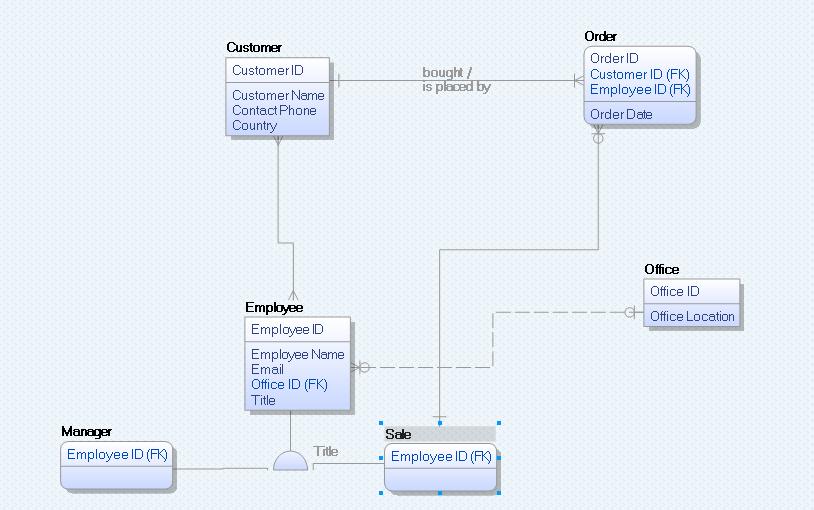 Customer
Customer ID
Customer Name
Contact Phone
Country
bought /
is placed by
Order
Order ID
Customer ID (FK)
Employee ID (FK)
Order Date
Office
Office ID
Office Location
Employee
Employee ID
Employee Name
Email
Office ID (FK)
Title
Manager
Employee ID (FK)
Title
Sale
Employee ID (FK)